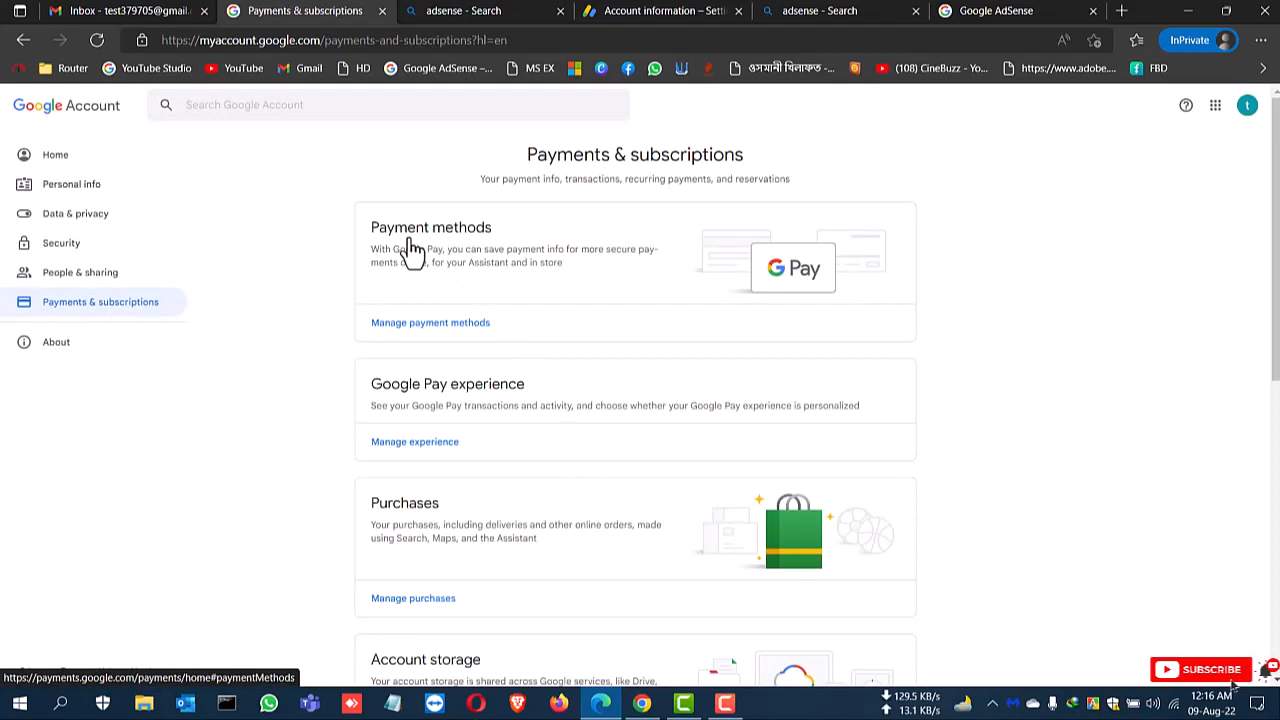 Inbox - test379705@gmail.
Payments & subscriptions
adsense - Search
Account information – Setti
adsense - Search
Google AdSense
https://myaccount.google.com/payments-and-subscriptions?hl=en
InPrivate
Router
YouTube Studio
YouTube
Gmail
HD
Google AdSense –...
MS EX
(108) CineBuzz - Yo...
https://www.adobe....
FBD
Google Account
Search Google Account
t
Home
Personal info
Data & privacy
Security
People & sharing
Payments & subscriptions
About
Payments & subscriptions
Your payment info, transactions, recurring payments, and reservations
Payment methods
With Go Pay, you can save payment info for more secure pay-
ments for your Assistant and in store
G Pay
Manage payment methods
Google Pay experience
See your Google Pay transactions and activity, and choose whether your Google Pay experience is personalized
Manage experience
Purchases
Your purchases, including deliveries and other online orders, made
using Search, Maps, and the Assistant
Manage purchases
Account storage
Your account storage is shared across Google services, like Drive,
https://payments.google.com/payments/home#paymentMethods
SUBSCRIBE
129.5 KB/s
13.1 KB/s
12:16 AM
09-Aug-22